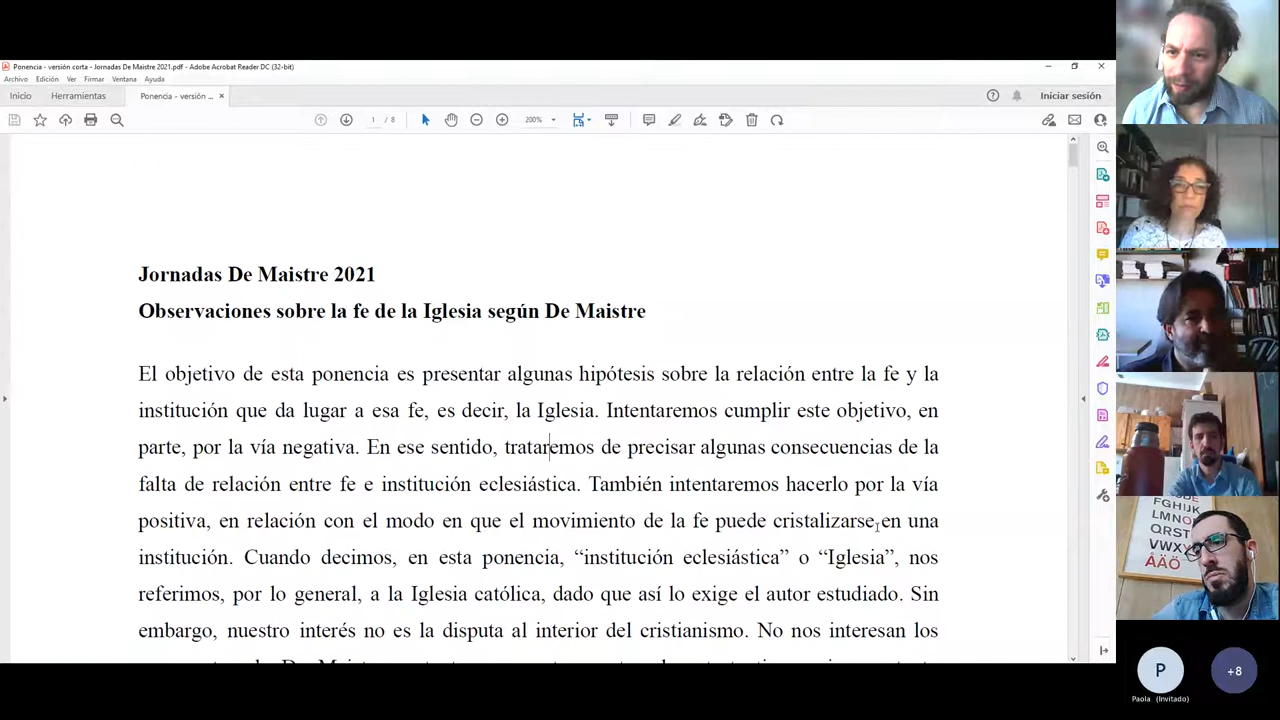 Ponencia - versión corta - Jornadas De Maistre 2021.pdf - Adobe Acrobat Reader DC (32-bit)
Archivo Edición Ver Firmar Ventana Ayuda
Inicio Herramientas Ponencia - versión ... × Iniciar sesión
1 / 8 200%
Jornadas De Maistre 2021
Observaciones sobre la fe de la Iglesia según De Maistre
El objetivo de esta ponencia es presentar algunas hipótesis sobre la relación entre la fe y la
institución que da lugar a esa fe, es decir, la Iglesia. Intentaremos cumplir este objetivo, en
parte, por la vía negativa. En ese sentido, trataremos de precisar algunas consecuencias de la
falta de relación entre fe e institución eclesiástica. También intentaremos hacerlo por la vía
positiva, en relación con el modo en que el movimiento de la fe puede cristalizarse en una
institución. Cuando decimos, en esta ponencia, “institución eclesiástica” o “Iglesia”, nos
referimos, por lo general, a la Iglesia católica, dado que así lo exige el autor estudiado. Sin
embargo, nuestro interés no es la disputa al interior del cristianismo. No nos interesan los
FGHIJK
LMNO
QRST
VWXY
ÅÄÖ
P
+8
Paola (Invitado)